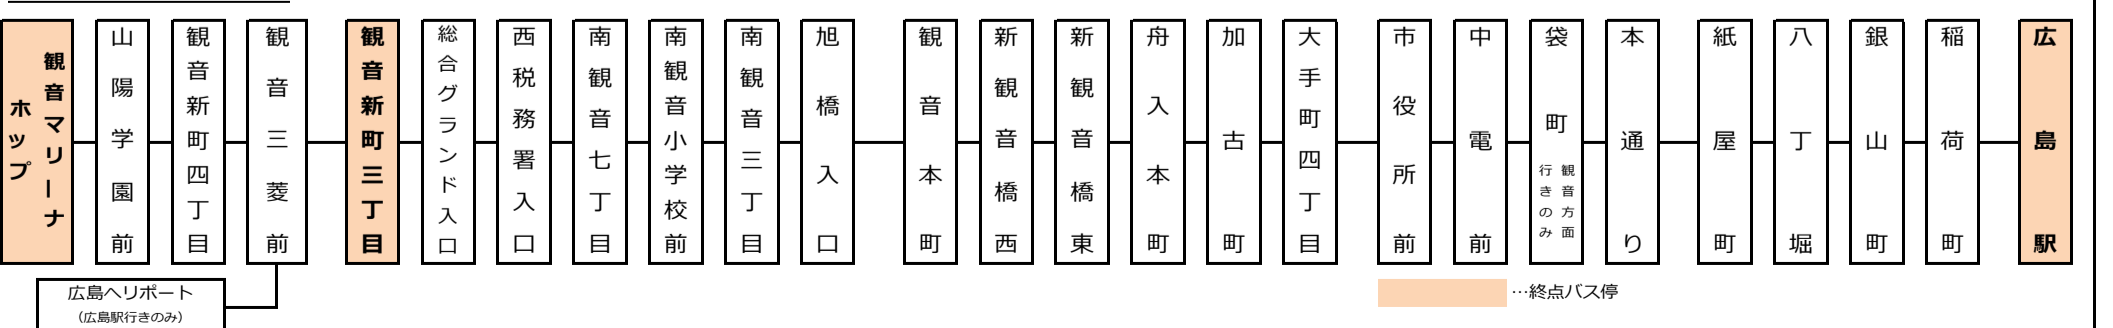 観音マリーナ
ホップ
山陽学園前
観音新町四丁目
観音三菱前
観音新町三丁目
総合グランド入口
西税務署入口
南観音七丁目
南観音小学校前
南観音三丁目
旭橋入口
観音本町
新観音橋西
新観音橋東
舟入本町
加古町
大手町四丁目
市役所前
中電前
袋町
観音方面
行きのみ
本通り
紙屋町
八丁堀
銀山町
稲荷町
広島駅
広島ヘリポート
（広島駅行きのみ）
…終点バス停